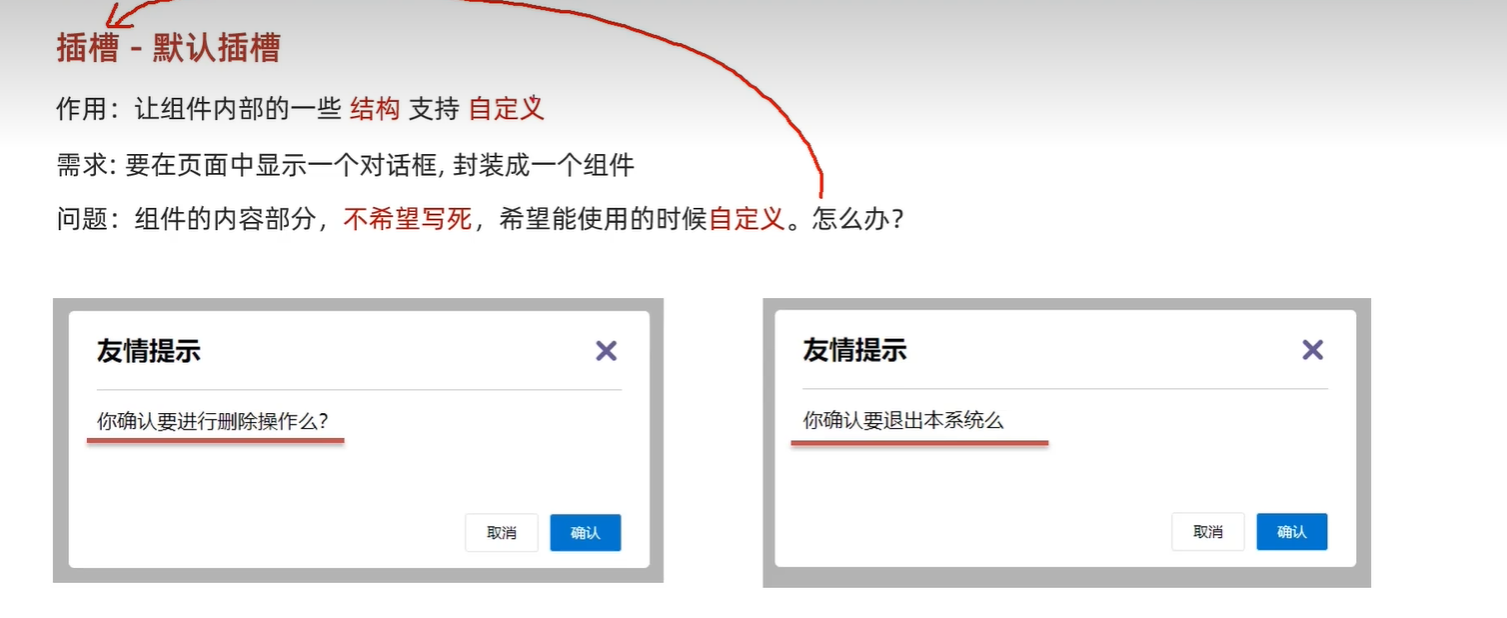 插槽 - 默认插槽
作用：让组件内部的一些 结构 支持 自定义
需求: 要在页面中显示一个对话框, 封装成一个组件
问题：组件的内容部分，不希望写死，希望能使用的时候自定义。怎么办?
友情提示
你确认要进行删除操作么?
取消 确认
友情提示
你确认要退出本系统么
取消 确认